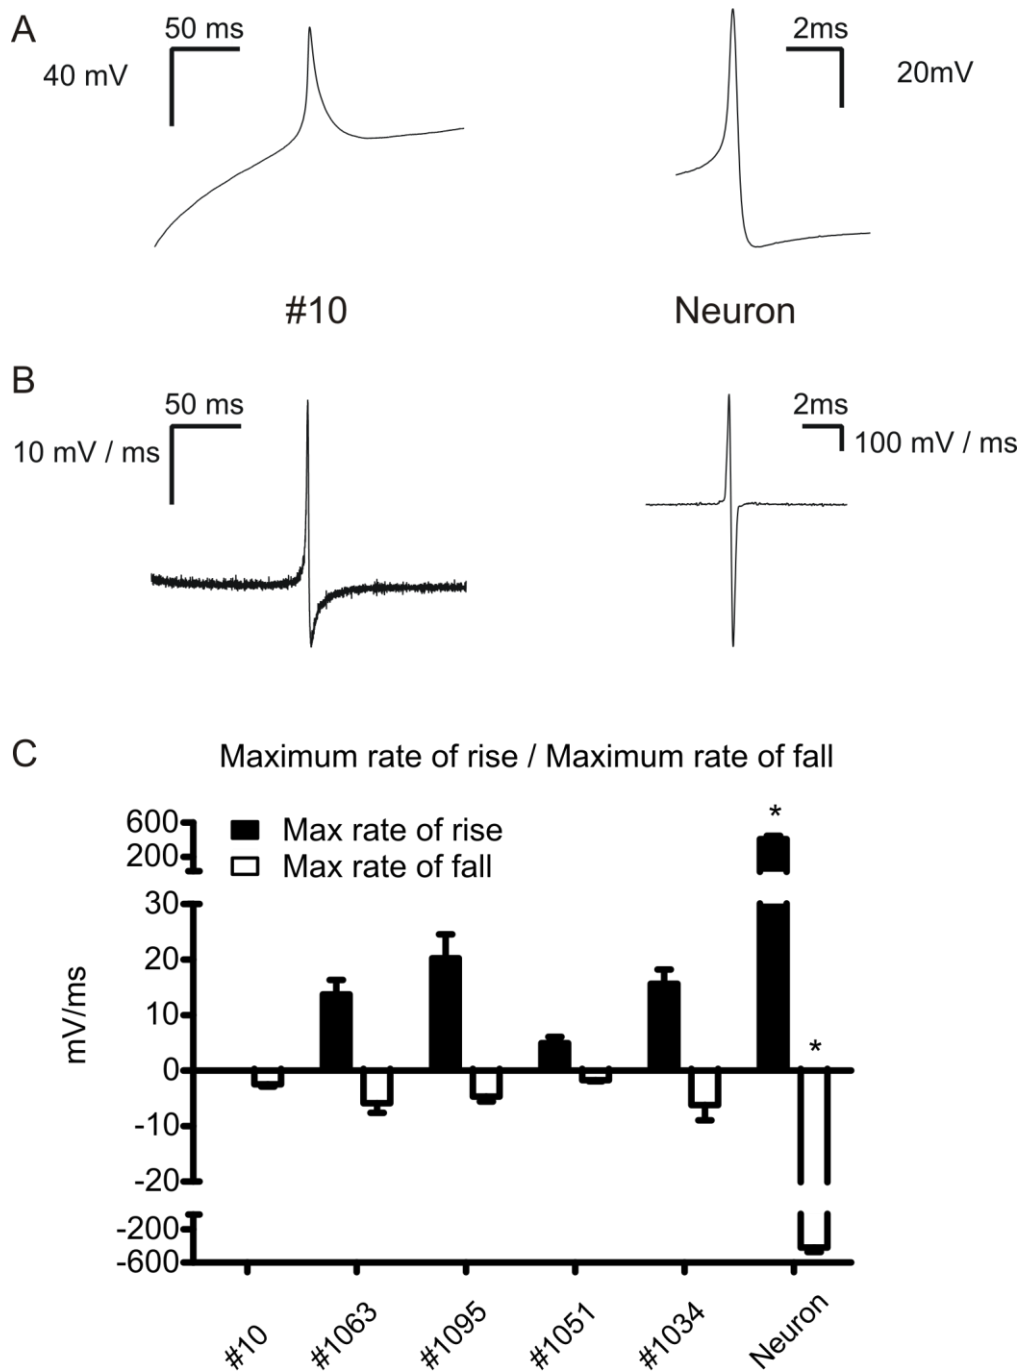 A
50 ms
40 mV
2ms
20mV
#10
Neuron
B
50 ms
10 mV / ms
2ms
100 mV / ms
C
Maximum rate of rise / Maximum rate of fall
*
600
200
Max rate of rise
Max rate of fall
30
20
10
0
-10
-20
-200
-600
mV/ms
*
#10
#1063
#1095
#1051
#1034
Neuron